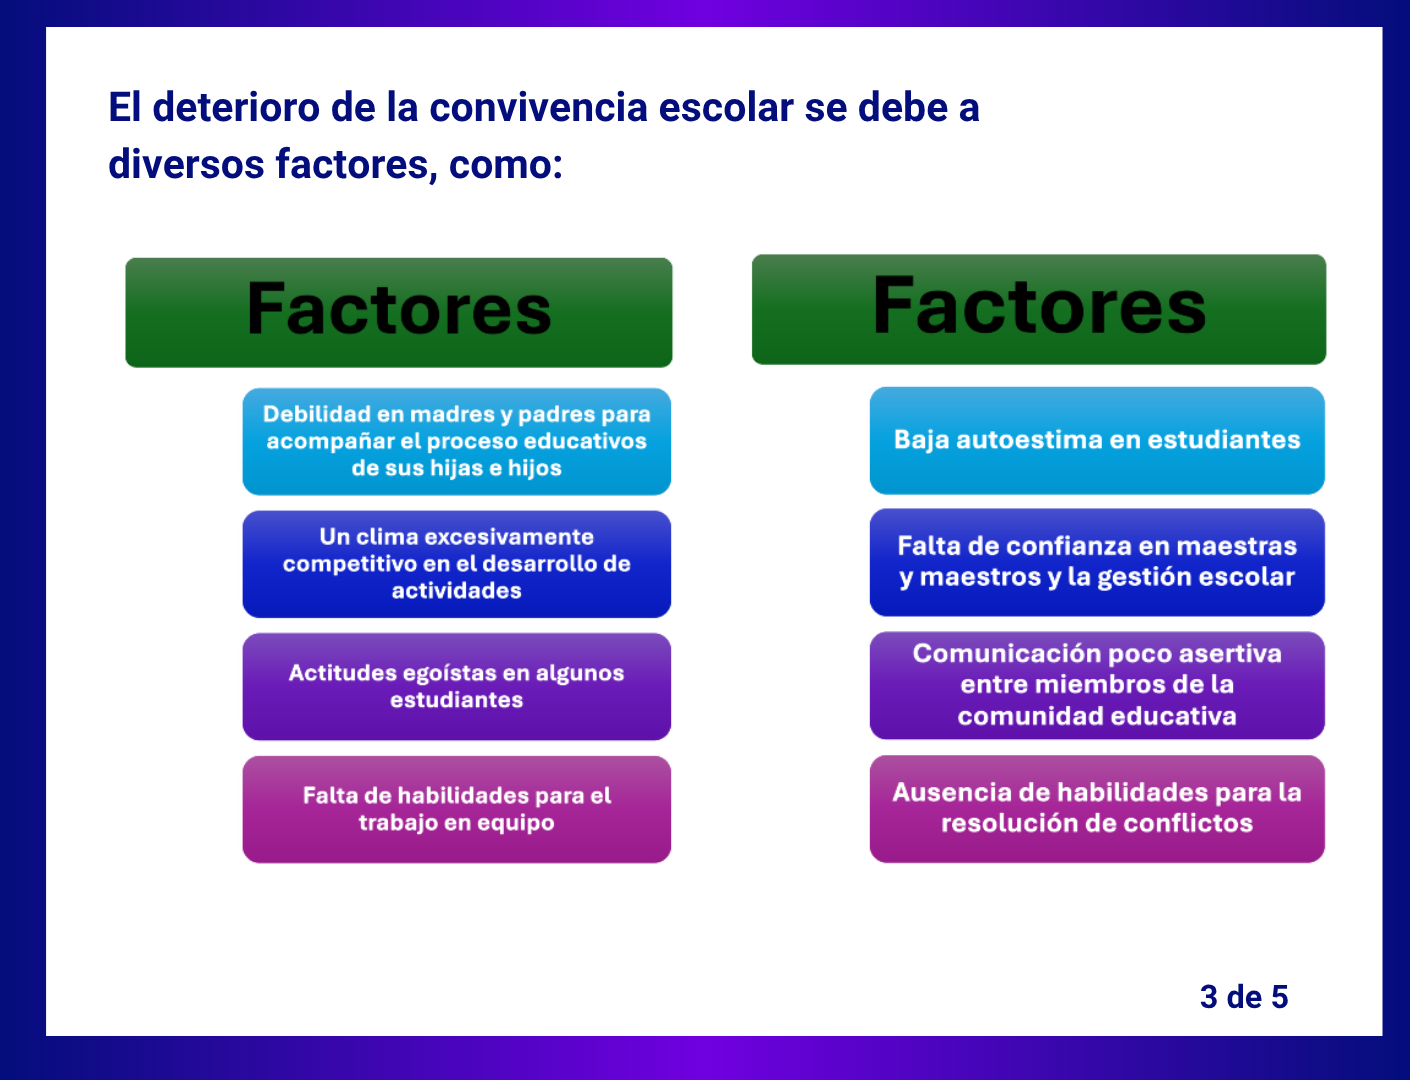 El deterioro de la convivencia escolar se debe a
diversos factores, como:
Factores
Debilidad en madres y padres para
acompañar el proceso educativos
de sus hijas e hijos
Un clima excesivamente
competitivo en el desarrollo de
actividades
Actitudes egoístas en algunos
estudiantes
Falta de habilidades para el
trabajo en equipo
Factores
Baja autoestima en estudiantes
Falta de confianza en maestras
y maestros y la gestión escolar
Comunicación poco asertiva
entre miembros de la
comunidad educativa
Ausencia de habilidades para la
resolución de conflictos
3 de 5